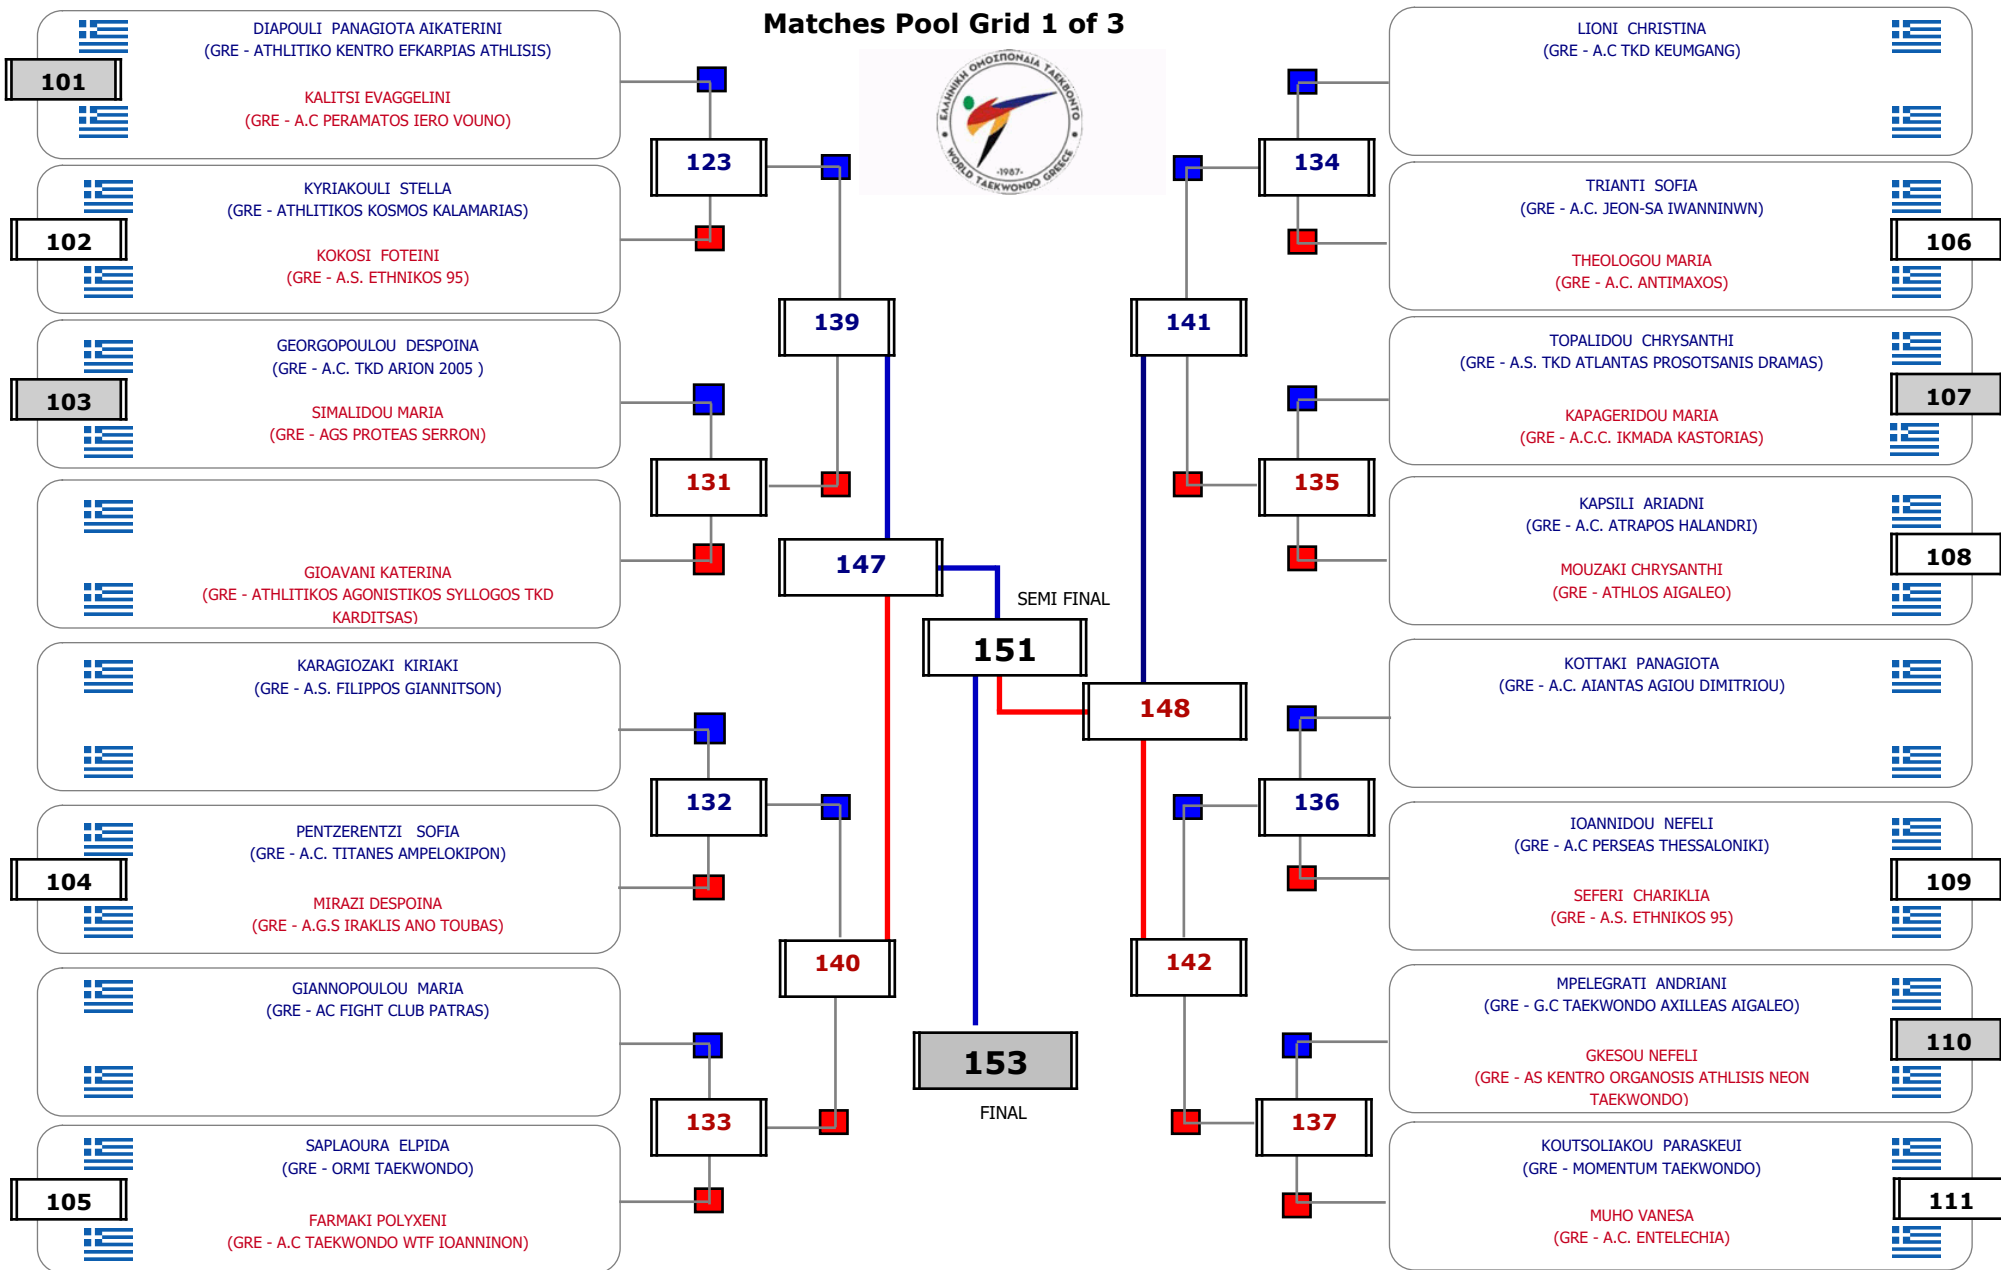 Matches Pool Grid 1 of 3
ΕΛΛΗΝΙΚΗ ΟΜΟΣΠΟΝΔΙΑ ΤΑΕΚΒΟΝΤΟ
WORLD TAEKWONDO GREECE
·1987·
101
DIAPOULI PANAGIOTA AIKATERINI
(GRE - ATHLITIKO KENTRO EFKARPIAS ATHLISIS)
KALITSI EVAGGELINI
(GRE - A.C PERAMATOS IERO VOUNO)
102
KYRIAKOULI STELLA
(GRE - ATHLITIKOS KOSMOS KALAMARIAS)
KOKOSI FOTEINI
(GRE - A.S. ETHNIKOS 95)
103
GEORGOPOULOU DESPOINA
(GRE - A.C. TKD ARION 2005 )
SIMALIDOU MARIA
(GRE - AGS PROTEAS SERRON)
GIOAVANI KATERINA
(GRE - ATHLITIKOS AGONISTIKOS SYLLOGOS TKD
KARDITSAS)
KARAGIOZAKI KIRIAKI
(GRE - A.S. FILIPPOS GIANNITSON)
104
PENTZERENTZI SOFIA
(GRE - A.C. TITANES AMPELOKIPON)
MIRAZI DESPOINA
(GRE - A.G.S IRAKLIS ANO TOUBAS)
GIANNOPOULOU MARIA
(GRE - AC FIGHT CLUB PATRAS)
105
SAPLAOURA ELPIDA
(GRE - ORMI TAEKWONDO)
FARMAKI POLYXENI
(GRE - A.C TAEKWONDO WTF IOANNINON)
123
131
132
133
139
140
147
SEMI FINAL
151
148
153
FINAL
141
142
134
135
136
137
LIONI CHRISTINA
(GRE - A.C TKD KEUMGANG)
TRIANTI SOFIA
(GRE - A.C. JEON-SA IWANNINWN)
106
THEOLOGOU MARIA
(GRE - A.C. ANTIMAXOS)
TOPALIDOU CHRYSANTHI
(GRE - A.S. TKD ATLANTAS PROSOTSANIS DRAMAS)
107
KAPAGERIDOU MARIA
(GRE - A.C.C. IKMADA KASTORIAS)
KAPSILI ARIADNI
(GRE - A.C. ATRAPOS HALANDRI)
108
MOUZAKI CHRYSANTHI
(GRE - ATHLOS AIGALEO)
KOTTAKI PANAGIOTA
(GRE - A.C. AIANTAS AGIOU DIMITRIOU)
IOANNIDOU NEFELI
(GRE - A.C PERSEAS THESSALONIKI)
109
SEFERI CHARIKLIA
(GRE - A.S. ETHNIKOS 95)
MPELEGRATI ANDRIANI
(GRE - G.C TAEKWONDO AXILLEAS AIGALEO)
110
GKESOU NEFELI
(GRE - AS KENTRO ORGANOSIS ATHLISIS NEON
TAEKWONDO)
KOUTSOLIAKOU PARASKEUI
(GRE - MOMENTUM TAEKWONDO)
111
MUHO VANESA
(GRE - A.C. ENTELECHIA)